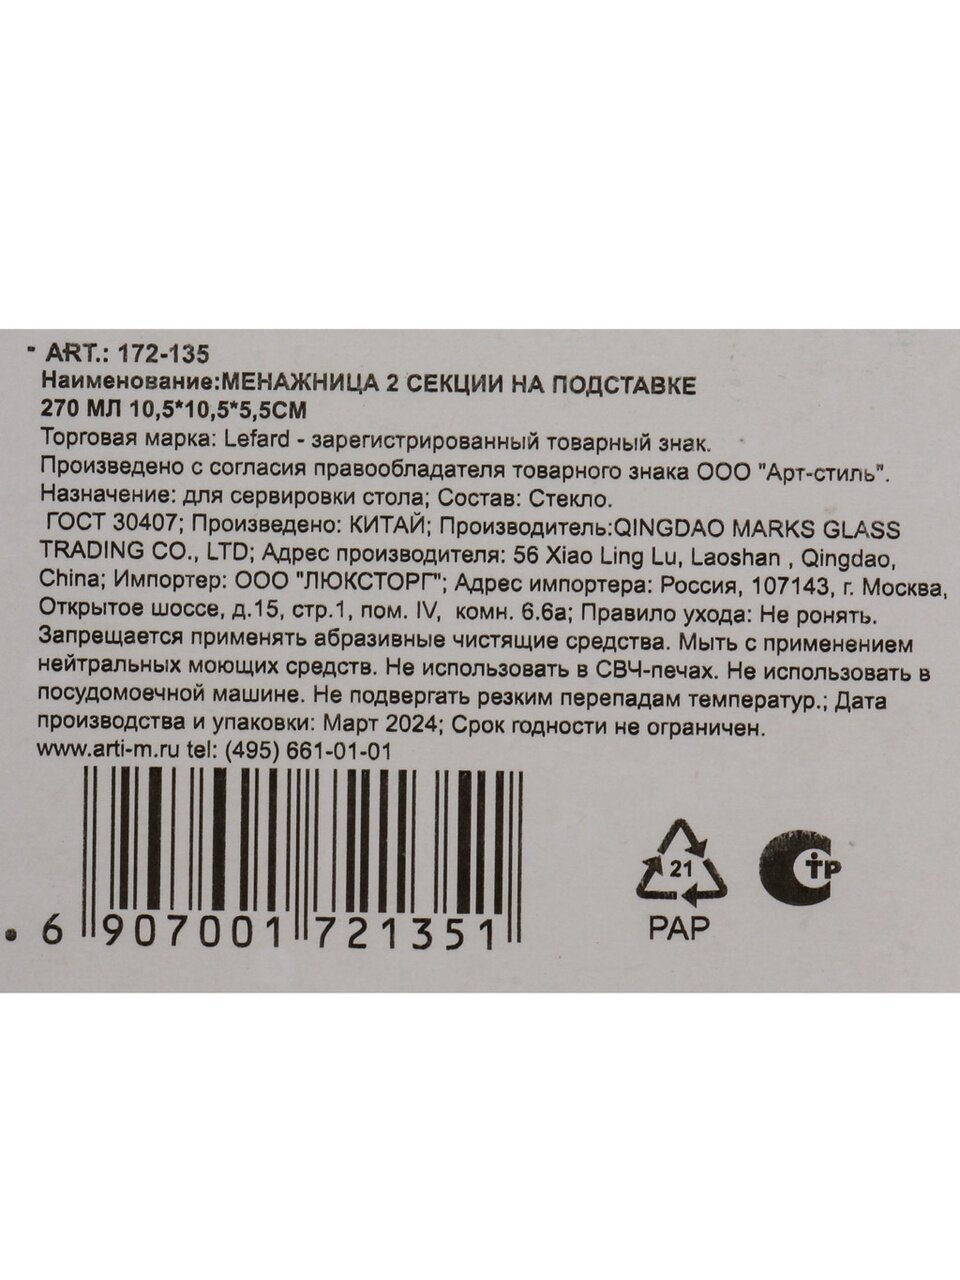 ART.: 172-135
Наименование:МЕНАЖНИЦА 2 СЕКЦИИ НА ПОДСТАВКЕ
270 МЛ 10,5*10,5*5,5СМ
Торговая марка: Lefard - зарегистрированный товарный знак.
Произведено с согласия правообладателя товарного знака ООО "Арт-стиль".
Назначение: для сервировки стола; Состав: Стекло.
ГОСТ 30407; Произведено: КИТАЙ; Производитель:QINGDAO MARKS GLASS
TRADING CO., LTD; Адрес производителя: 56 Xiao Ling Lu, Laoshan , Qingdao,
China; Импортер: ООО "ЛЮКСТОРГ"; Адрес импортера: Россия, 107143, г. Москва,
Открытое шоссе, д.15, стр.1, пом. IV, комн. 6.6а; Правило ухода: Не ронять.
Запрещается применять абразивные чистящие средства. Мыть с применением
нейтральных моющих средств. Не использовать в СВЧ-печах. Не использовать в
посудомоечной машине. Не подвергать резким перепадам температур.; Дата
производства и упаковки: Март 2024; Срок годности не ограничен.
www.arti-m.ru tel: (495) 661-01-01
6 907001 721351
21
PAP
СТР